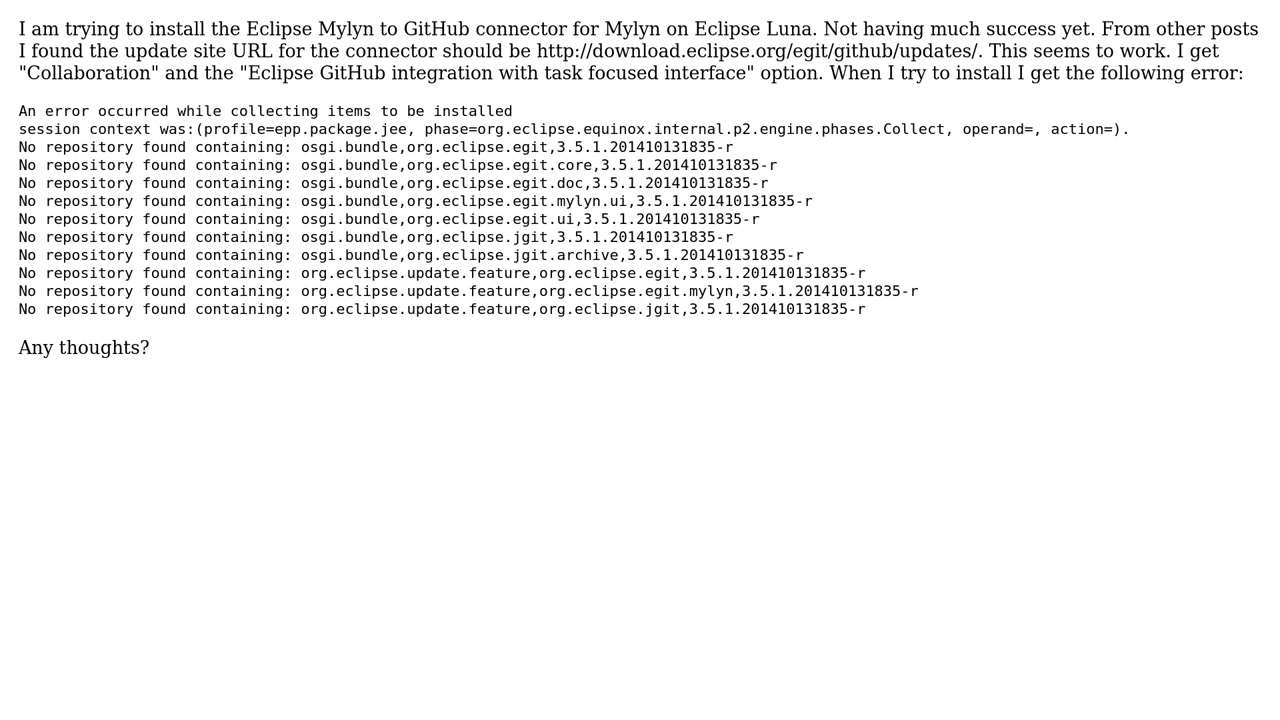 I am trying to install the Eclipse Mylyn to GitHub connector for Mylyn on Eclipse Luna. Not having much success yet. From other posts
I found the update site URL for the connector should be http://download.eclipse.org/egit/github/updates/. This seems to work. I get
"Collaboration" and the "Eclipse GitHub integration with task focused interface" option. When I try to install I get the following error:
An error occurred while collecting items to be installed
session context was:(profile=epp.package.jee, phase=org.eclipse.equinox.internal.p2.engine.phases.Collect, operand=, action=).
No repository found containing: osgi.bundle,org.eclipse.egit,3.5.1.201410131835-r
No repository found containing: osgi.bundle,org.eclipse.egit.core,3.5.1.201410131835-r
No repository found containing: osgi.bundle,org.eclipse.egit.doc,3.5.1.201410131835-r
No repository found containing: osgi.bundle,org.eclipse.egit.mylyn.ui,3.5.1.201410131835-r
No repository found containing: osgi.bundle,org.eclipse.egit.ui,3.5.1.201410131835-r
No repository found containing: osgi.bundle,org.eclipse.jgit,3.5.1.201410131835-r
No repository found containing: osgi.bundle,org.eclipse.jgit.archive,3.5.1.201410131835-r
No repository found containing: org.eclipse.update.feature,org.eclipse.egit,3.5.1.201410131835-r
No repository found containing: org.eclipse.update.feature,org.eclipse.egit.mylyn,3.5.1.201410131835-r
No repository found containing: org.eclipse.update.feature,org.eclipse.jgit,3.5.1.201410131835-r
Any thoughts?